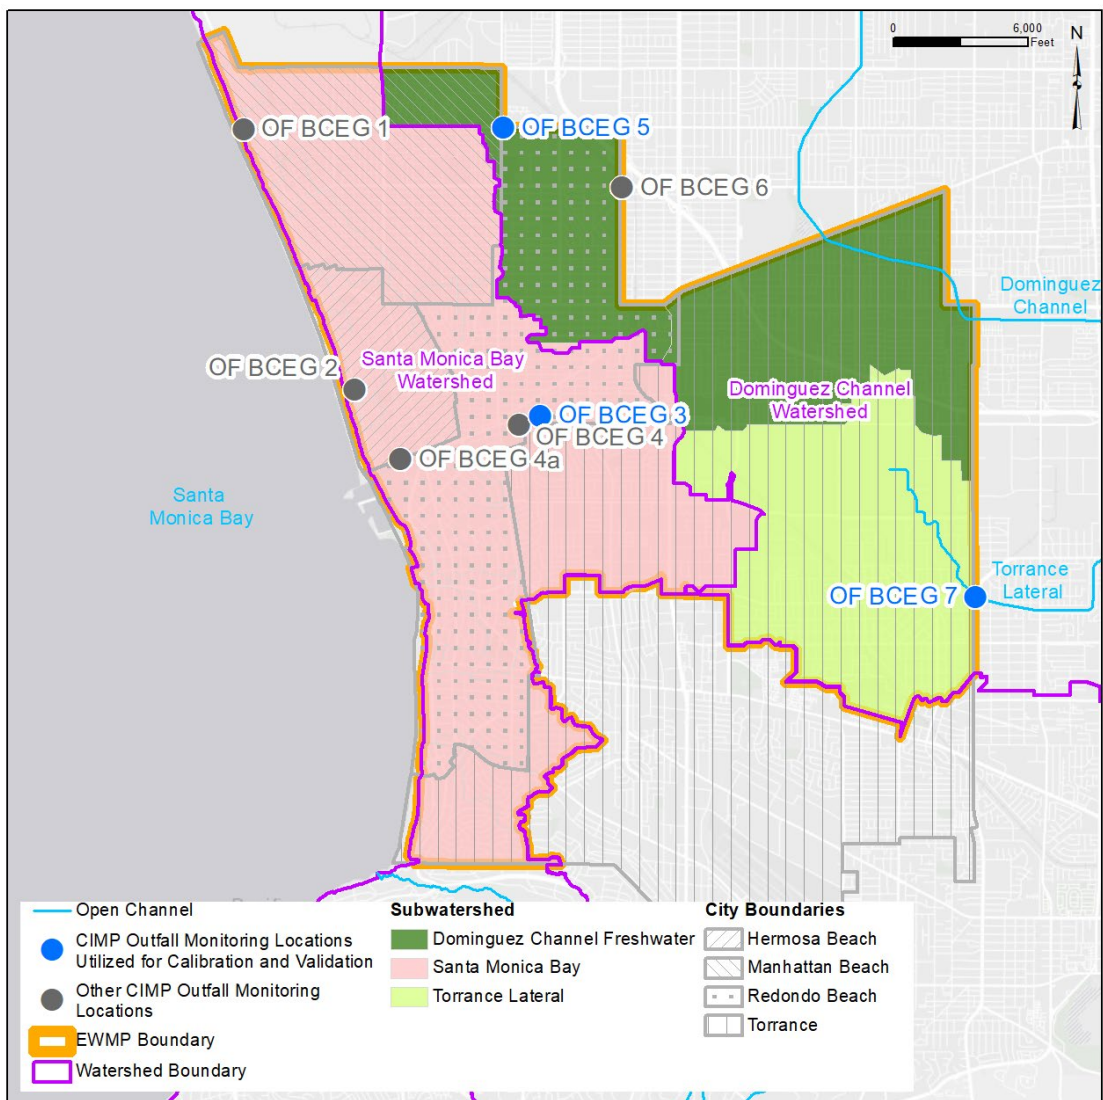 0 6,000
Feet
N
OF BCEG 1
OF BCEG 5
OF BCEG 6
Dominguez
Channel
OF BCEG 2
Santa Monica Bay
Watershed
Dominguez Channel
Watershed
OF BCEG 3
OF BCEG 4
OF BCEG 4a
Santa
Monica Bay
Torrance
Lateral
OF BCEG 7
Open Channel
CIMP Outfall Monitoring Locations
Utilized for Calibration and Validation
Other CIMP Outfall Monitoring
Locations
EWMP Boundary
Watershed Boundary
Subwatershed
Dominguez Channel Freshwater
Santa Monica Bay
Torrance Lateral
City Boundaries
Hermosa Beach
Manhattan Beach
Redondo Beach
Torrance